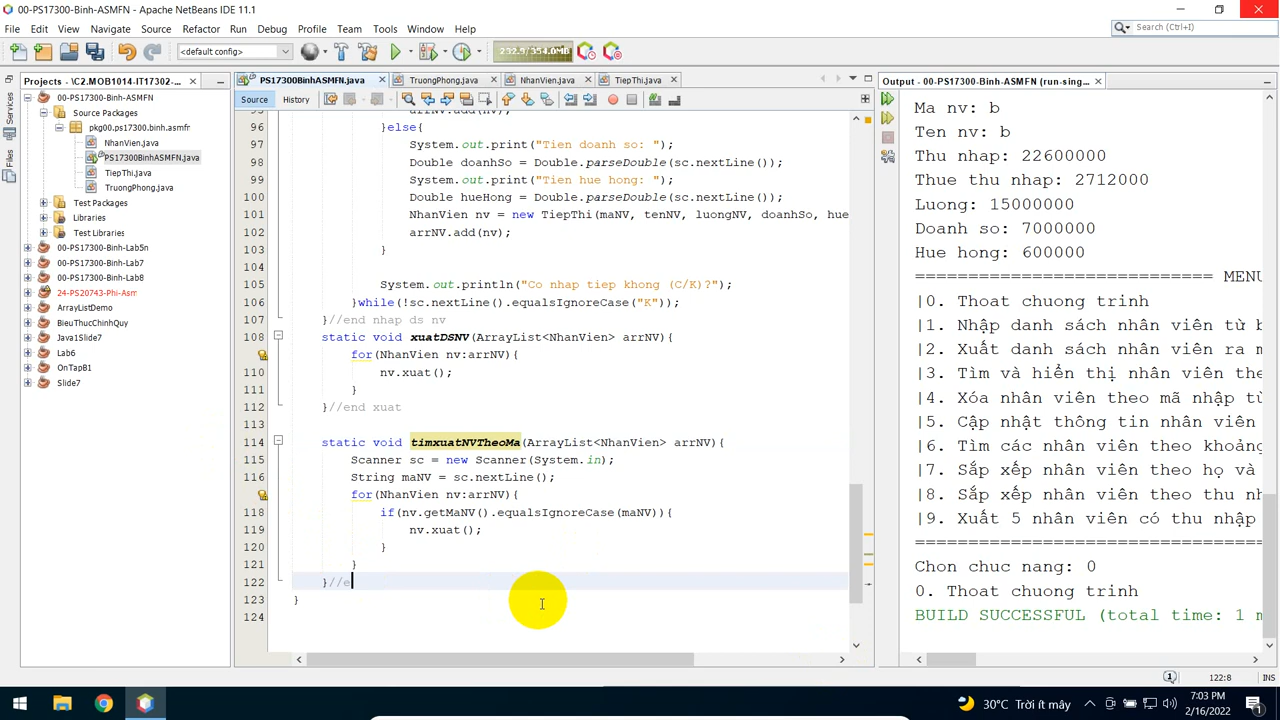 00-PS17300-Binh-ASMFN - Apache NetBeans IDE 11.1
File Edit View Navigate Source Refactor Run Debug Profile Team Tools Window Help
Search (Ctrl+I)
<default config>
232.9/354.0MB
Projects \C2.MOB1014-IT17302-...
PS17300BinhASMFN.java TruongPhong.java NhanVien.java TiepThi.java
Output - 00-PS17300-Binh-ASMFN (run-sing...
Services
Files
00-PS17300-Binh-ASMFN
Source Packages
pkg00.ps17300.binh.asmfn
NhanVien.java
PS17300BinhASMFN.java
TiepThi.java
TruongPhong.java
Test Packages
Libraries
Test Libraries
00-PS17300-Binh-Lab5n
00-PS17300-Binh-Lab7
00-PS17300-Binh-Lab8
24-PS20743-Phi-Asm
ArrayListDemo
BieuThucChinhQuy
Java1Slide7
Lab6
OnTapB1
Slide7
Source History
95 arrNV.add(nv);
96 }else{
97 System.out.print("Tien doanh so: ");
98 Double doanhSo = Double.parseDouble(sc.nextLine());
99 System.out.print("Tien hue hong: ");
100 Double hueHong = Double.parseDouble(sc.nextLine());
101 NhanVien nv = new TiepThi(maNV, tenNV, luongNV, doanhSo, hue
102 arrNV.add(nv);
103 }
104
105 System.out.println("Co nhap tiep khong (C/K)?");
106 }while(!sc.nextLine().equalsIgnoreCase("K"));
107 }//end nhap ds nv
108 static void xuatDSNV(ArrayList<NhanVien> arrNV){
for(NhanVien nv:arrNV){
110 nv.xuat();
111 }
112 }//end xuat
113
114 static void timxuatNVTheoMa(ArrayList<NhanVien> arrNV){
115 Scanner sc = new Scanner(System.in);
116 String maNV = sc.nextLine();
for(NhanVien nv:arrNV){
118 if(nv.getMaNV().equalsIgnoreCase(maNV)){
119 nv.xuat();
120 }
121 }
122 }//e
123 }
124
Ma nv: b
Ten nv: b
Thu nhap: 22600000
Thue thu nhap: 2712000
Luong: 15000000
Doanh so: 7000000
Hue hong: 600000
============================ MENU
|0. Thoat chuong trinh
|1. Nhập danh sách nhân viên từ b
|2. Xuất danh sách nhân viên ra m
|3. Tìm và hiển thị nhân viên the
|4. Xóa nhân viên theo mã nhập từ
|5. Cập nhật thông tin nhân viên
|6. Tìm các nhân viên theo khoảng
|7. Sắp xếp nhân viên theo họ và
|8. Sắp xếp nhân viên theo thu nh
|9. Xuất 5 nhân viên có thu nhập
=================================
Chon chuc nang: 0
0. Thoat chuong trinh
BUILD SUCCESSFUL (total time: 1 m
122:8 INS
30°C Trời ít mây
7:03 PM
2/16/2022